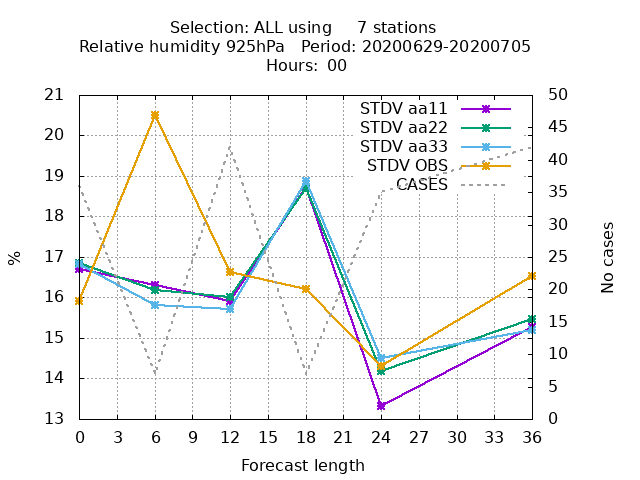 Selection: ALL using 7 stations
Relative humidity 925hPa Period: 20200629-20200705
Hours: 00
21
20
19
18
17
16
15
14
13
%
50
45
40
35
30
25
20
15
10
5
0
No cases
STDV aa11
STDV aa22
STDV aa33
STDV OBS
CASES
0 3 6 9 12 15 18 21 24 27 30 33 36
Forecast length